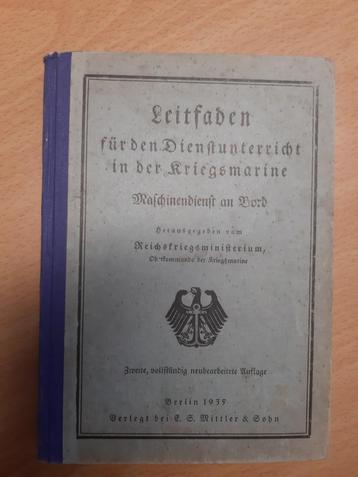 Leitfaden
für den Dienstunterricht
in der Kriegsmarine
Maschinendienst an Bord
Herausgegeben vom
Reichskriegsministerium,
Oberkommando der Kriegsmarine
Zweite, vollständig neubearbeitete Auflage
Berlin 1935
Verlegt bei E. S. Mittler & Sohn